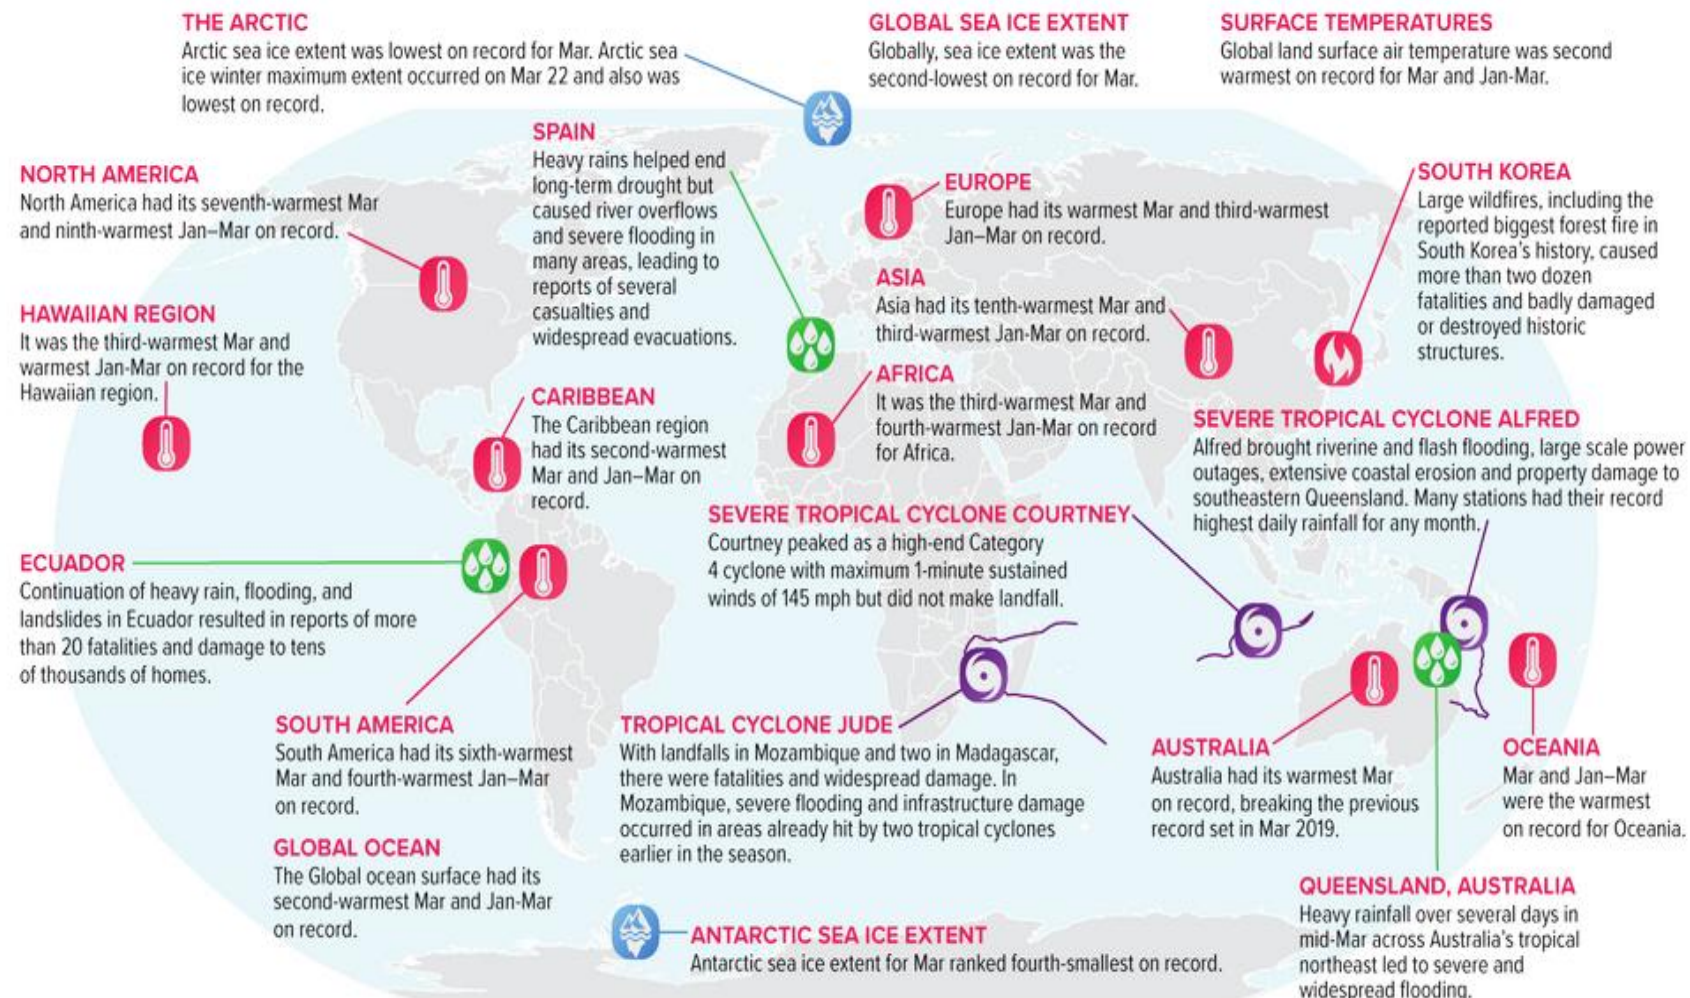 THE ARCTIC
Arctic sea ice extent was lowest on record for Mar. Arctic sea
ice winter maximum extent occurred on Mar 22 and also was
lowest on record.
GLOBAL SEA ICE EXTENT
Globally, sea ice extent was the
second-lowest on record for Mar.
SURFACE TEMPERATURES
Global land surface air temperature was second
warmest on record for Mar and Jan-Mar.
NORTH AMERICA
North America had its seventh-warmest Mar
and ninth-warmest Jan–Mar on record.
SPAIN
Heavy rains helped end
long-term drought but
caused river overflows
and severe flooding in
many areas, leading to
reports of several
casualties and
widespread evacuations.
EUROPE
Europe had its warmest Mar and third-warmest
Jan–Mar on record.
SOUTH KOREA
Large wildfires, including the
reported biggest forest fire in
South Korea's history, caused
more than two dozen
fatalities and badly damaged
or destroyed historic
structures.
HAWAIIAN REGION
It was the third-warmest Mar and
warmest Jan-Mar on record for the
Hawaiian region.
ASIA
Asia had its tenth-warmest Mar and
third-warmest Jan-Mar on record.
CARIBBEAN
The Caribbean region
had its second-warmest
Mar and Jan–Mar on
record.
AFRICA
It was the third-warmest Mar and
fourth-warmest Jan-Mar on record
for Africa.
SEVERE TROPICAL CYCLONE ALFRED
Alfred brought riverine and flash flooding, large scale power
outages, extensive coastal erosion and property damage to
southeastern Queensland. Many stations had their record
highest daily rainfall for any month.
SEVERE TROPICAL CYCLONE COURTNEY
Courtney peaked as a high-end Category
4 cyclone with maximum 1-minute sustained
winds of 145 mph but did not make landfall.
ECUADOR
Continuation of heavy rain, flooding, and
landslides in Ecuador resulted in reports of more
than 20 fatalities and damage to tens
of thousands of homes.
SOUTH AMERICA
South America had its sixth-warmest
Mar and fourth-warmest Jan–Mar
on record.
TROPICAL CYCLONE JUDE
With landfalls in Mozambique and two in Madagascar,
there were fatalities and widespread damage. In
Mozambique, severe flooding and infrastructure damage
occurred in areas already hit by two tropical cyclones
earlier in the season.
AUSTRALIA
Australia had its warmest Mar
on record, breaking the previous
record set in Mar 2019.
OCEANIA
Mar and Jan–Mar
were the warmest
on record for Oceania.
GLOBAL OCEAN
The Global ocean surface had its
second-warmest Mar and Jan-Mar
on record.
QUEENSLAND, AUSTRALIA
Heavy rainfall over several days in
mid-Mar across Australia's tropical
northeast led to severe and
widespread flooding.
ANTARCTIC SEA ICE EXTENT
Antarctic sea ice extent for Mar ranked fourth-smallest on record.